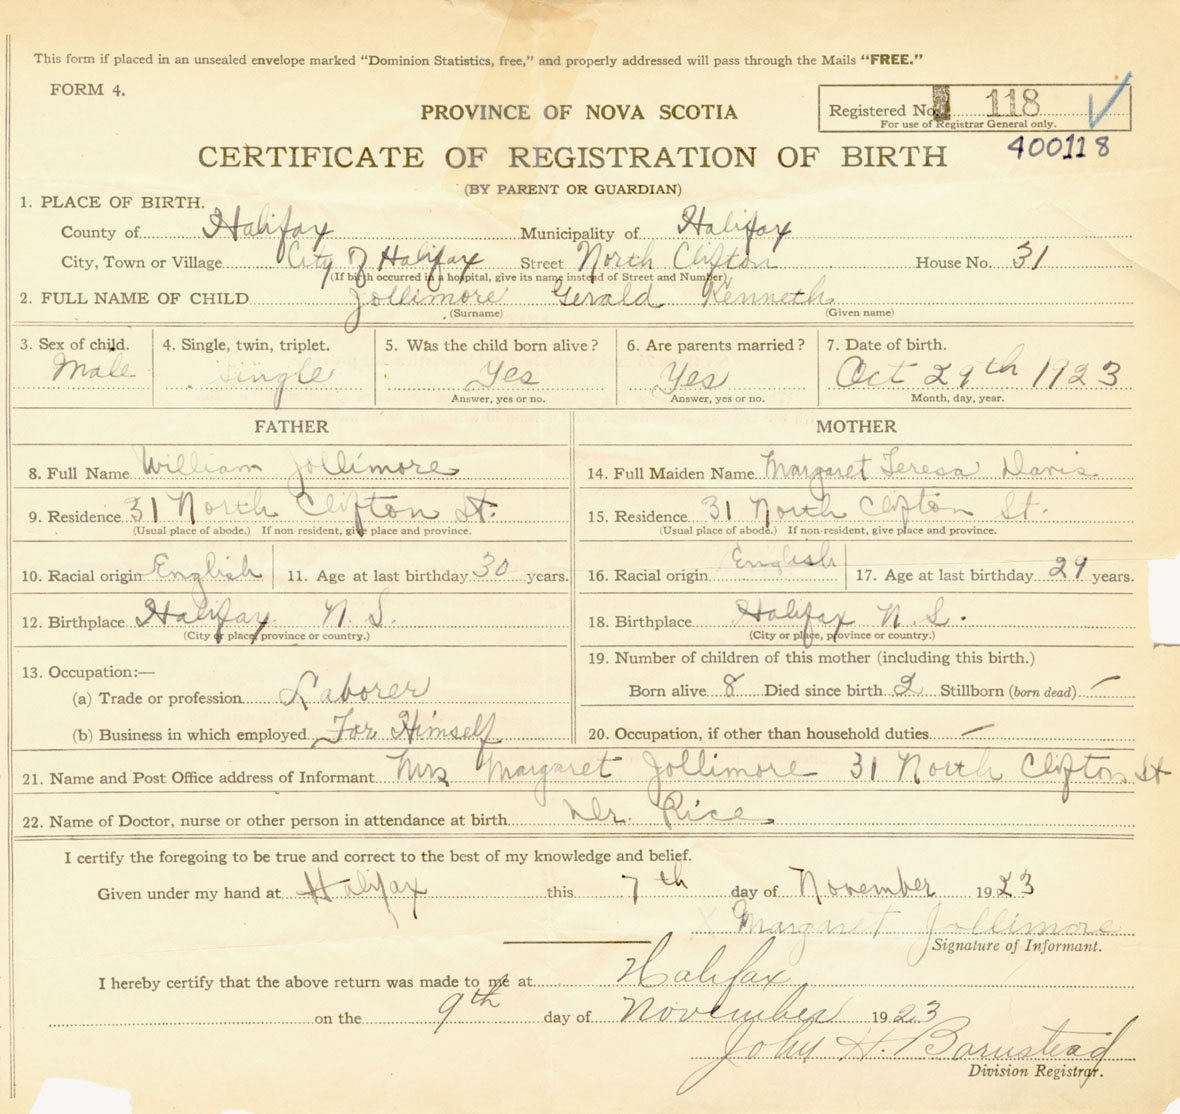 This form if placed in an unsealed envelope marked "Dominion Statistics, free," and properly addressed will pass through the Mails "FREE."
FORM 4.
PROVINCE OF NOVA SCOTIA
Registered No. 118
For use of Registrar General only.
400118
CERTIFICATE OF REGISTRATION OF BIRTH
(BY PARENT OR GUARDIAN)
1. PLACE OF BIRTH.
County of Halifax Municipality of Halifax
City, Town or Village City of Halifax Street North Clifton House No. 31
(If birth occurred in a hospital, give its name instead of Street and Number)
2. FULL NAME OF CHILD Jollimore Gerald Kenneth
(Surname) (Given name)
3. Sex of child. 4. Single, twin, triplet. 5. Was the child born alive? 6. Are parents married? 7. Date of birth.
Male Single Yes Yes Oct 29th 1923
Answer, yes or no. Answer, yes or no. Month, day, year.
FATHER MOTHER
8. Full Name William Jollimore 14. Full Maiden Name Margaret Teresa Davis
9. Residence 31 North Clifton St. 15. Residence 31 North Clifton St.
(Usual place of abode.) If non-resident, give place and province. (Usual place of abode.) If non-resident, give place and province.
10. Racial origin English 11. Age at last birthday 30 years. 16. Racial origin English 17. Age at last birthday 29 years.
12. Birthplace Halifax N. S. 18. Birthplace Halifax N. S.
(City or place, province or country.) (City or place, province or country.)
13. Occupation:— 19. Number of children of this mother (including this birth.)
(a) Trade or profession Laborer Born alive 8 Died since birth 2 Stillborn (born dead) —
(b) Business in which employed For Himself 20. Occupation, if other than household duties —
21. Name and Post Office address of Informant Mrs Margaret Jollimore 31 North Clifton St
22. Name of Doctor, nurse or other person in attendance at birth Dr. Rice
I certify the foregoing to be true and correct to the best of my knowledge and belief.
Given under my hand at Halifax this 7th day of November 1923
X Margaret Jollimore
Signature of Informant.
I hereby certify that the above return was made to me at Halifax
on the 9th day of November 1923
John H. Barnstead
Division Registrar.